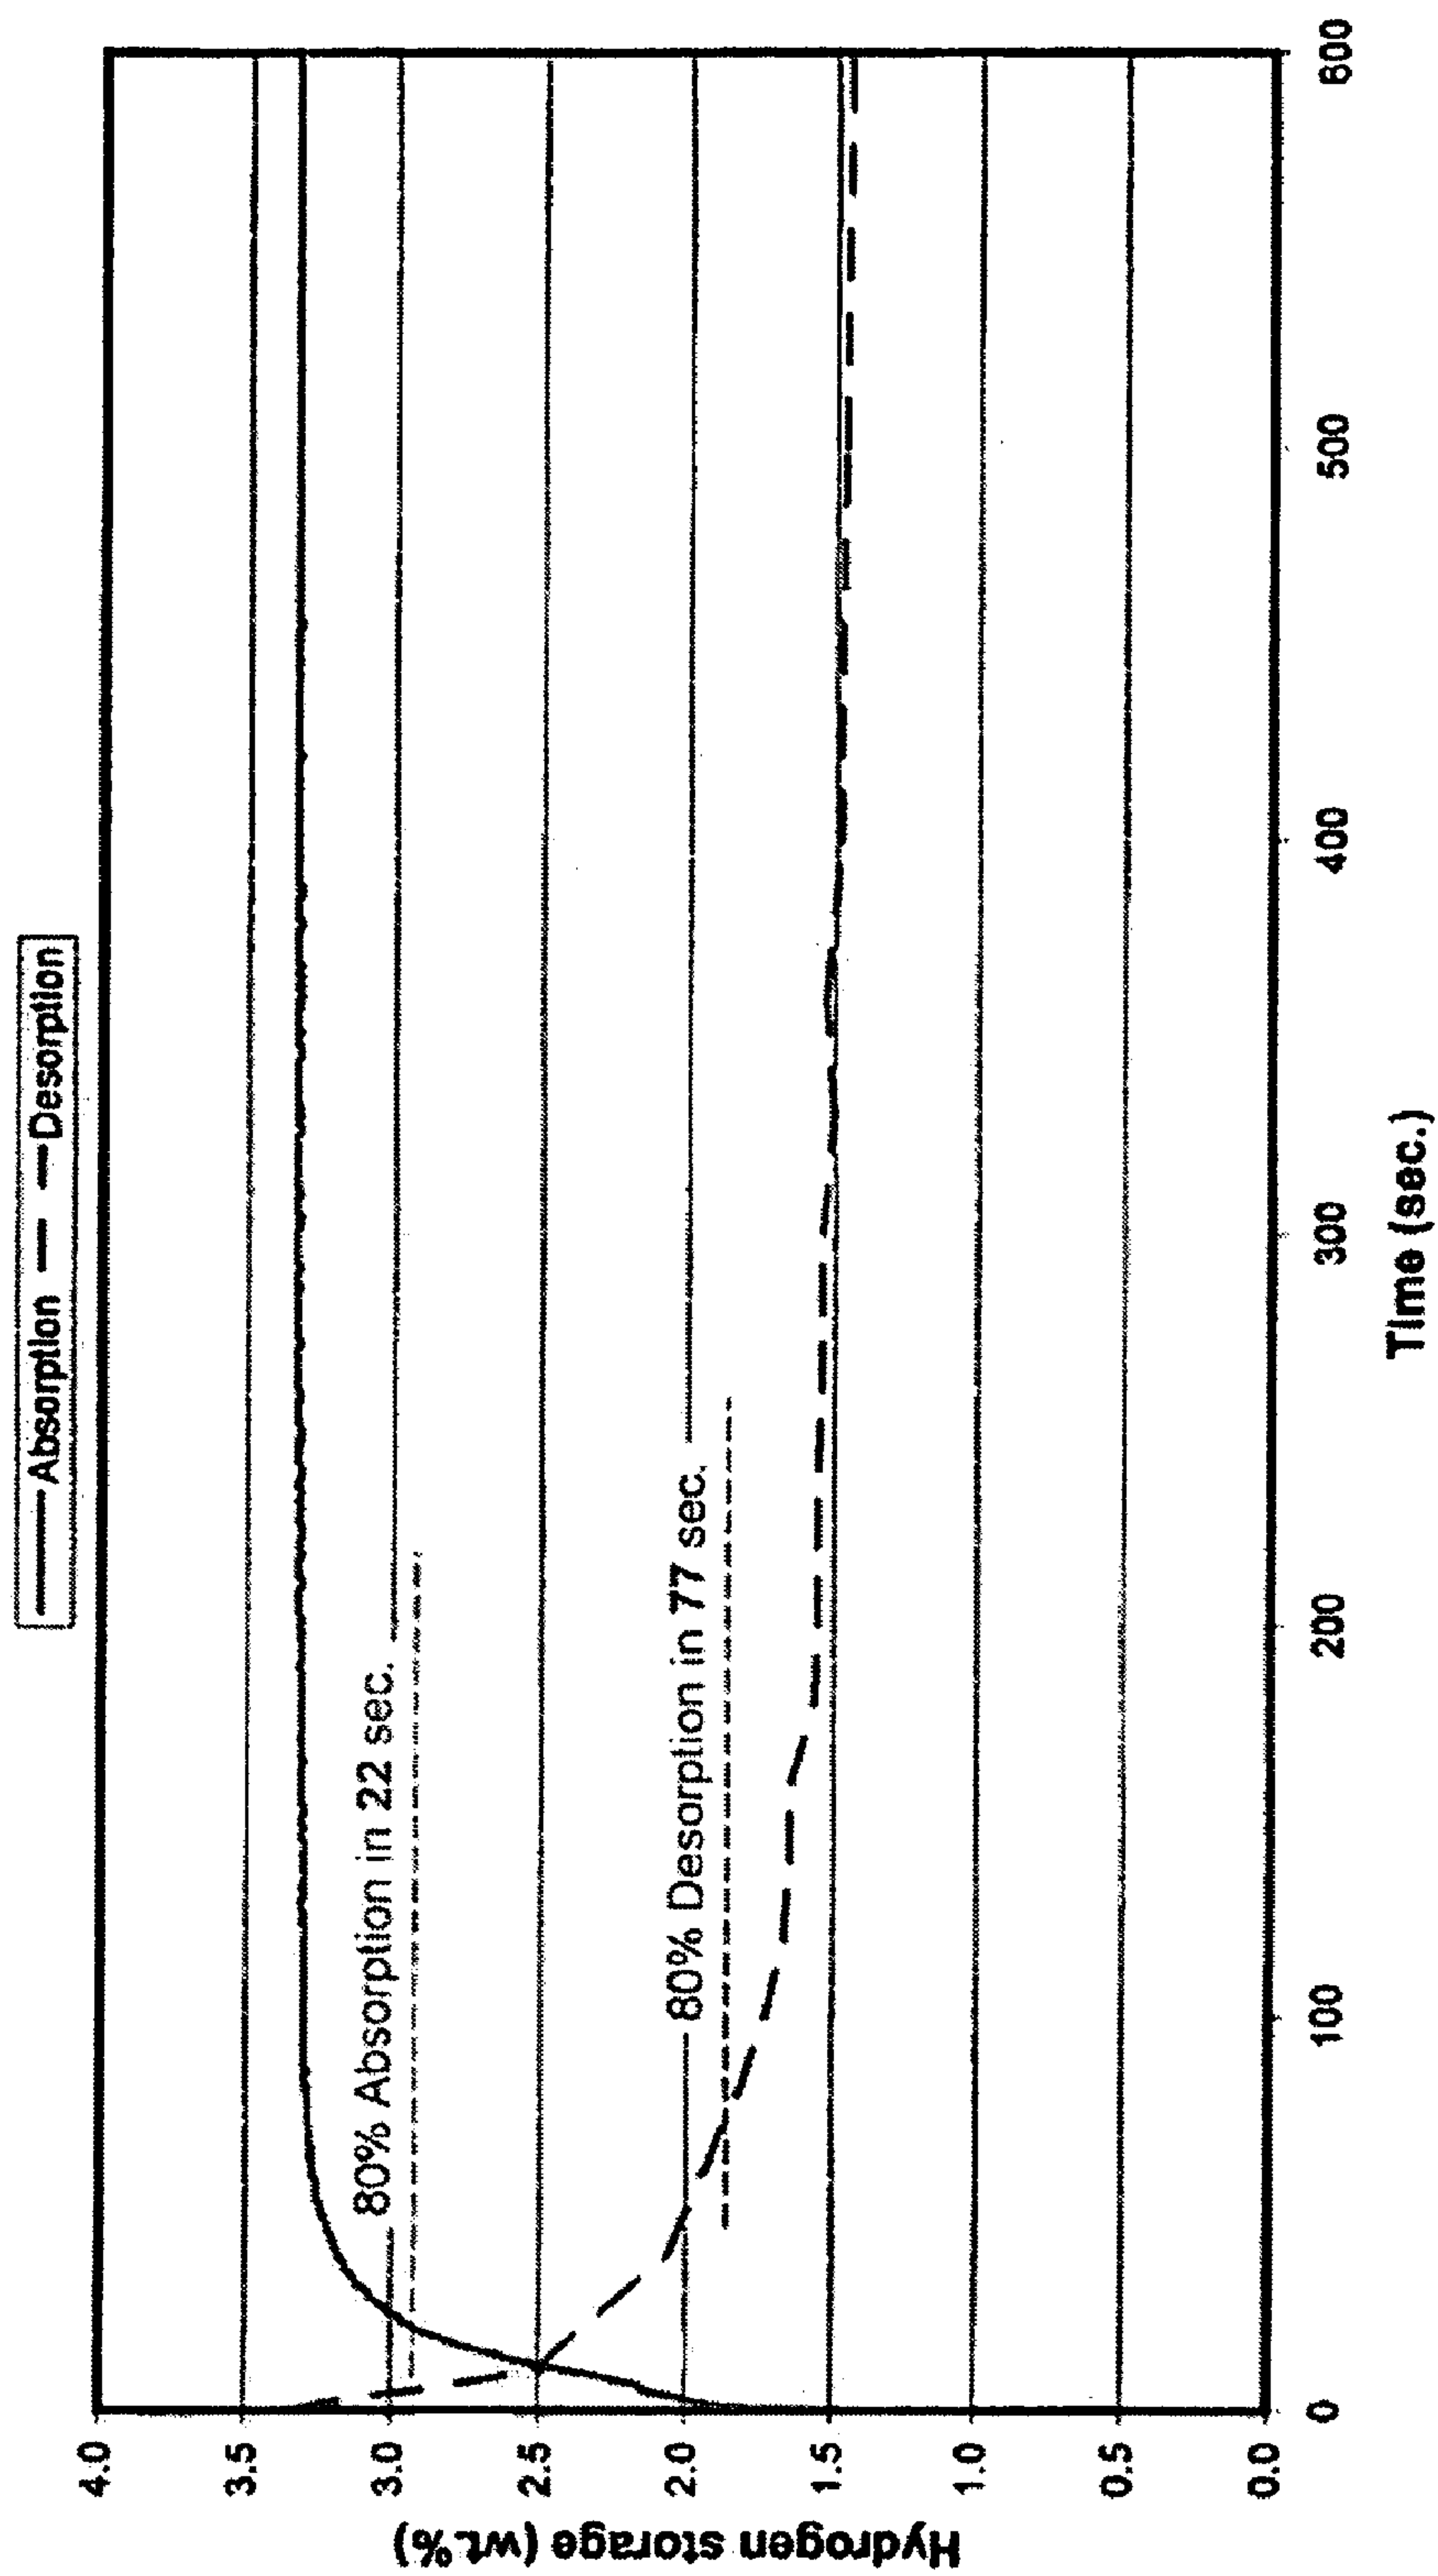 Absorption Desorption
Hydrogen storage (wt.%)
4.0
3.5
3.0
2.5
2.0
1.5
1.0
0.5
0.0
80% Absorption in 22 sec.
80% Desorption in 77 sec.
0 100 200 300 400 500 600
Time (sec.)